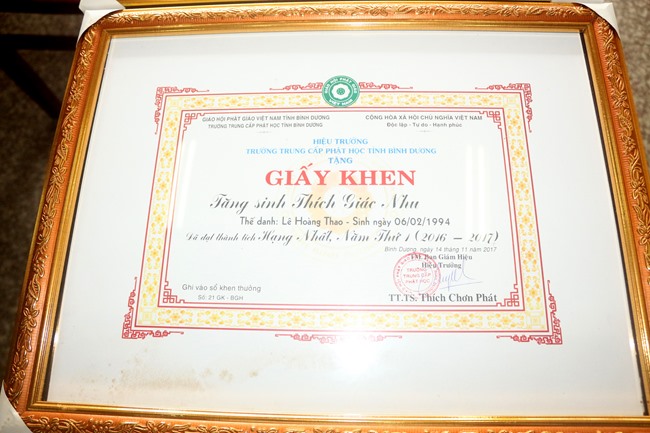 GIÁO HỘI PHẬT GIÁO VIỆT NAM TỈNH BÌNH DƯƠNG
TRƯỜNG TRUNG CẤP PHẬT HỌC TỈNH BÌNH DƯƠNG
CỘNG HÒA XÃ HỘI CHỦ NGHĨA VIỆT NAM
Độc lập - Tự do - Hạnh phúc
HIỆU TRƯỞNG
TRƯỜNG TRUNG CẤP PHẬT HỌC TỈNH BÌNH DƯƠNG
TẶNG
GIẤY KHEN
Tăng sinh Thích Giác Nhu
Thế danh: Lê Hoàng Thao - Sinh ngày 06/02/1994
Đã đạt thành tích Hạng Nhất, Năm Thứ 1 (2016 - 2017)
Bình Dương, ngày 14 tháng 11 năm 2017
TM. Ban Giám Hiệu
Hiệu Trưởng
TRƯỜNG
TRUNG CẤP
PHẬT HỌC
TT.TS. Thích Chơn Phát
Ghi vào sổ khen thưởng
Số: 21 GK - BGH